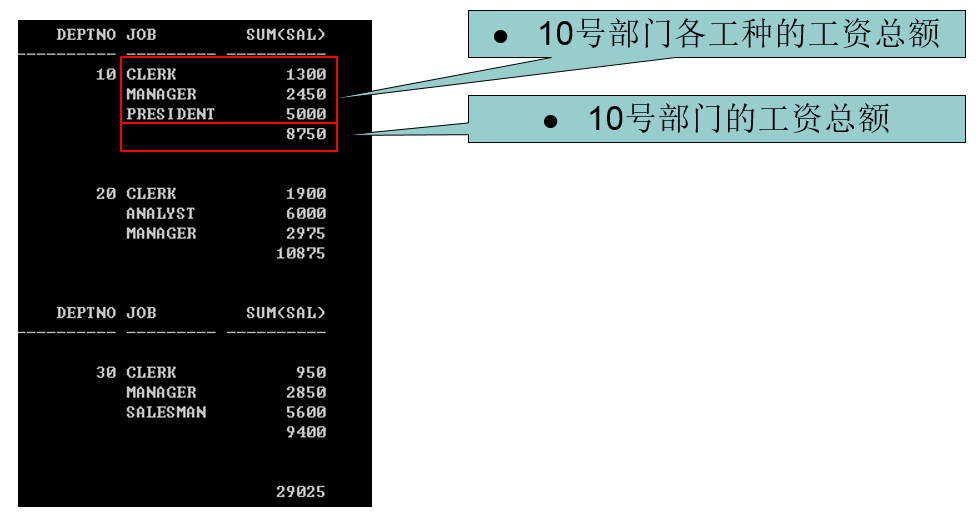 DEPTNO JOB SUM(SAL)
---------- --------- ----------
10 CLERK 1300
MANAGER 2450
PRESIDENT 5000
8750
20 CLERK 1900
ANALYST 6000
MANAGER 2975
10875
DEPTNO JOB SUM(SAL)
---------- --------- ----------
30 CLERK 950
MANAGER 2850
SALESMAN 5600
9400
29025
● 10号部门各工种的工资总额
● 10号部门的工资总额